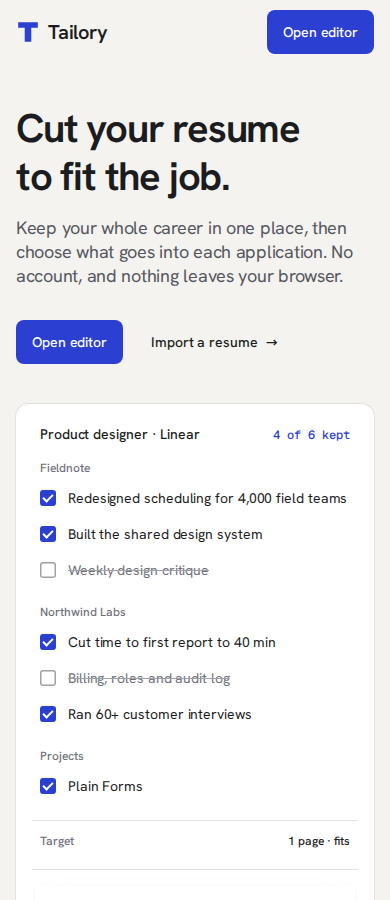 Tailory
Open editor
Cut your resume
to fit the job.
Keep your whole career in one place, then
choose what goes into each application. No
account, and nothing leaves your browser.
Open editor
Import a resume →
Product designer · Linear
4 of 6 kept
Fieldnote
Redesigned scheduling for 4,000 field teams
Built the shared design system
Weekly design critique
Northwind Labs
Cut time to first report to 40 min
Billing, roles and audit log
Ran 60+ customer interviews
Projects
Plain Forms
Target
1 page · fits